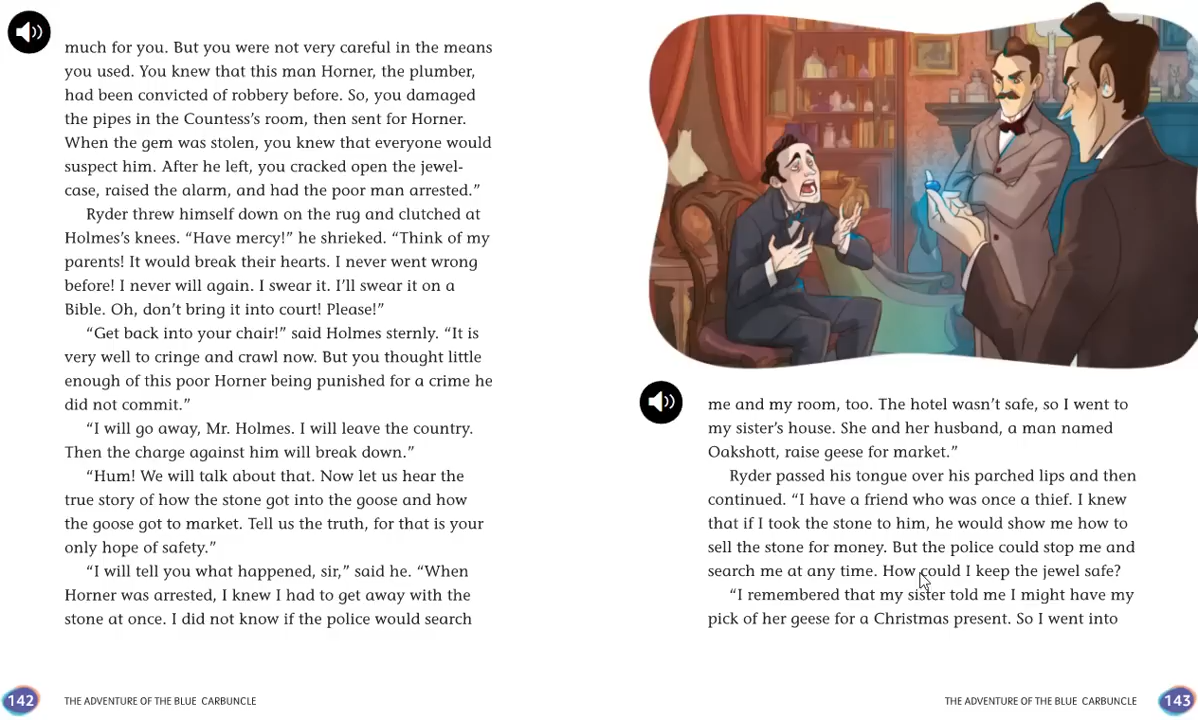 much for you. But you were not very careful in the means
you used. You knew that this man Horner, the plumber,
had been convicted of robbery before. So, you damaged
the pipes in the Countess’s room, then sent for Horner.
When the gem was stolen, you knew that everyone would
suspect him. After he left, you cracked open the jewel-
case, raised the alarm, and had the poor man arrested.”
Ryder threw himself down on the rug and clutched at
Holmes’s knees. “Have mercy!” he shrieked. “Think of my
parents! It would break their hearts. I never went wrong
before! I never will again. I swear it. I’ll swear it on a
Bible. Oh, don’t bring it into court! Please!”
“Get back into your chair!” said Holmes sternly. “It is
very well to cringe and crawl now. But you thought little
enough of this poor Horner being punished for a crime he
did not commit.”
“I will go away, Mr. Holmes. I will leave the country.
Then the charge against him will break down.”
“Hum! We will talk about that. Now let us hear the
true story of how the stone got into the goose and how
the goose got to market. Tell us the truth, for that is your
only hope of safety.”
“I will tell you what happened, sir,” said he. “When
Horner was arrested, I knew I had to get away with the
stone at once. I did not know if the police would search
142
THE ADVENTURE OF THE BLUE CARBUNCLE
me and my room, too. The hotel wasn’t safe, so I went to
my sister’s house. She and her husband, a man named
Oakshott, raise geese for market.”
Ryder passed his tongue over his parched lips and then
continued. “I have a friend who was once a thief. I knew
that if I took the stone to him, he would show me how to
sell the stone for money. But the police could stop me and
search me at any time. How could I keep the jewel safe?
“I remembered that my sister told me I might have my
pick of her geese for a Christmas present. So I went into
THE ADVENTURE OF THE BLUE CARBUNCLE
143